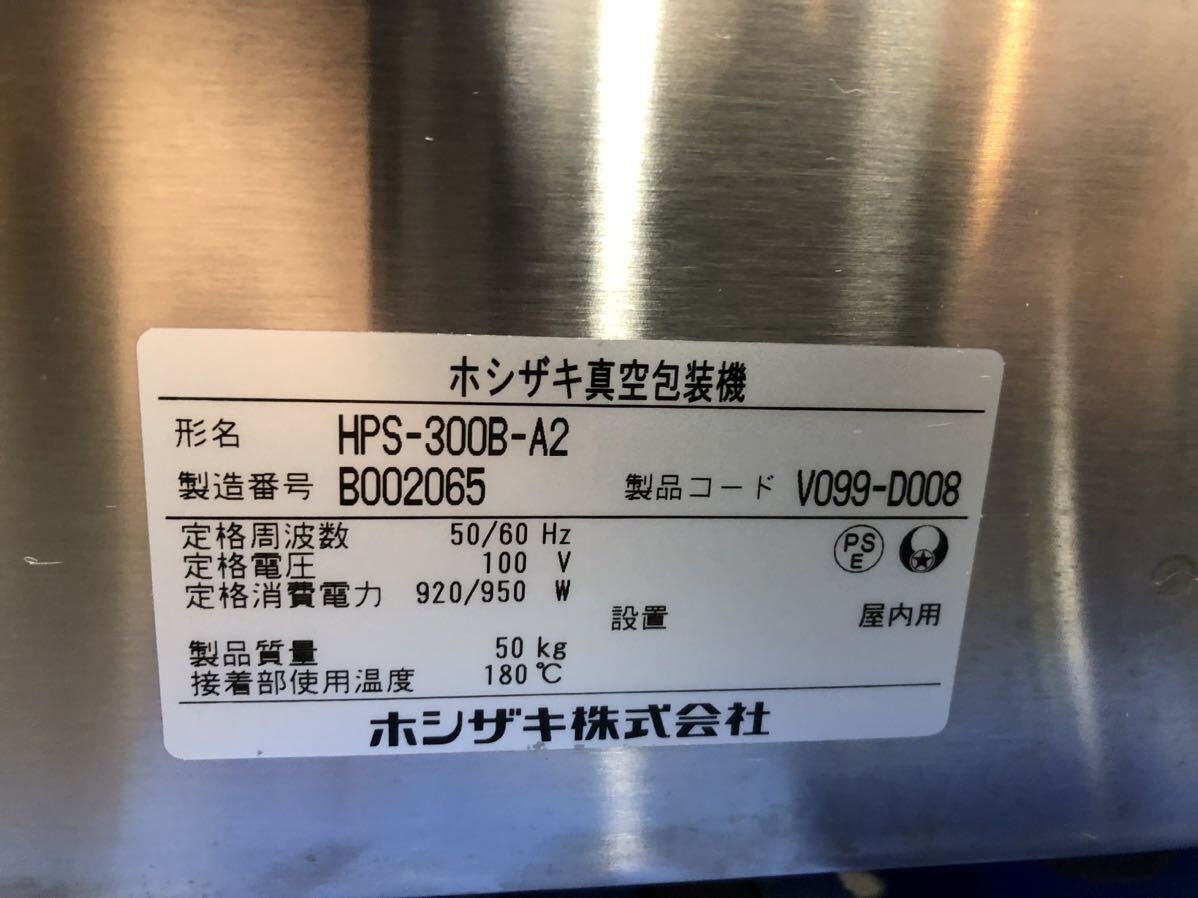 ホシザキ真空包装機
形名 HPS-300B-A2
製造番号 B002065 製品コード V099-D008
定格周波数 50/60 Hz
定格電圧 100 V
定格消費電力 920/950 W
PS E
設置 屋内用
製品質量 50 kg
接着部使用温度 180 ℃
ホシザキ株式会社